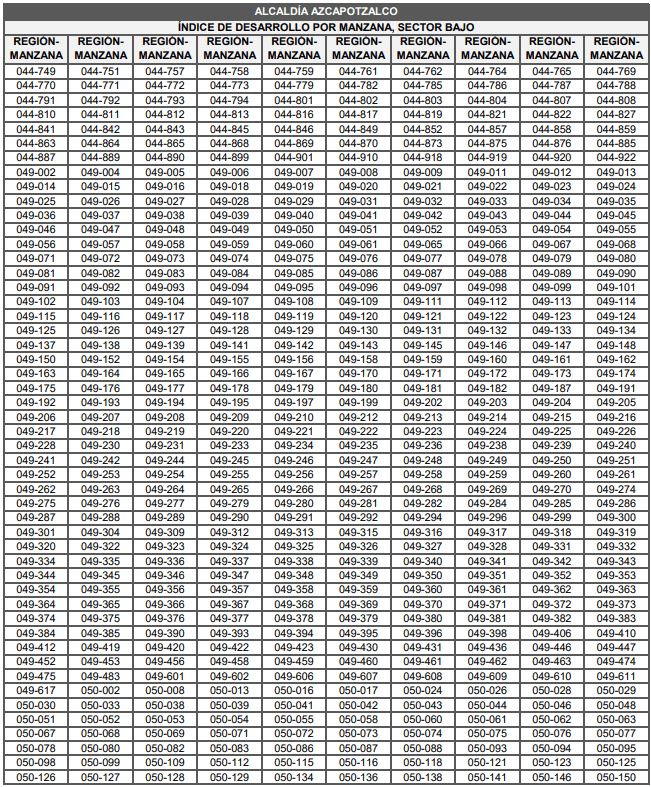 ALCALDÍA AZCAPOTZALCO
ÍNDICE DE DESARROLLO POR MANZANA, SECTOR BAJO
REGIÓN- REGIÓN- REGIÓN- REGIÓN- REGIÓN- REGIÓN- REGIÓN- REGIÓN- REGIÓN- REGIÓN-
MANZANA MANZANA MANZANA MANZANA MANZANA MANZANA MANZANA MANZANA MANZANA MANZANA
044-749 044-751 044-757 044-758 044-759 044-761 044-762 044-764 044-765 044-769
044-770 044-771 044-772 044-773 044-779 044-782 044-785 044-786 044-787 044-788
044-791 044-792 044-793 044-794 044-801 044-802 044-803 044-804 044-807 044-808
044-810 044-811 044-812 044-813 044-816 044-817 044-819 044-821 044-822 044-827
044-841 044-842 044-843 044-845 044-846 044-849 044-852 044-857 044-858 044-859
044-863 044-864 044-865 044-868 044-869 044-870 044-873 044-875 044-876 044-885
044-887 044-889 044-890 044-899 044-901 044-910 044-918 044-919 044-920 044-922
049-002 049-004 049-005 049-006 049-007 049-008 049-009 049-011 049-012 049-013
049-014 049-015 049-016 049-018 049-019 049-020 049-021 049-022 049-023 049-024
049-025 049-026 049-027 049-028 049-029 049-031 049-032 049-033 049-034 049-035
049-036 049-037 049-038 049-039 049-040 049-041 049-042 049-043 049-044 049-045
049-046 049-047 049-048 049-049 049-050 049-051 049-052 049-053 049-054 049-055
049-056 049-057 049-058 049-059 049-060 049-061 049-065 049-066 049-067 049-068
049-071 049-072 049-073 049-074 049-075 049-076 049-077 049-078 049-079 049-080
049-081 049-082 049-083 049-084 049-085 049-086 049-087 049-088 049-089 049-090
049-091 049-092 049-093 049-094 049-095 049-096 049-097 049-098 049-099 049-101
049-102 049-103 049-104 049-107 049-108 049-109 049-111 049-112 049-113 049-114
049-115 049-116 049-117 049-118 049-119 049-120 049-121 049-122 049-123 049-124
049-125 049-126 049-127 049-128 049-129 049-130 049-131 049-132 049-133 049-134
049-137 049-138 049-139 049-141 049-142 049-143 049-145 049-146 049-147 049-148
049-150 049-152 049-154 049-155 049-156 049-158 049-159 049-160 049-161 049-162
049-163 049-164 049-165 049-166 049-167 049-170 049-171 049-172 049-173 049-174
049-175 049-176 049-177 049-178 049-179 049-180 049-181 049-182 049-187 049-191
049-192 049-193 049-194 049-195 049-197 049-199 049-202 049-203 049-204 049-205
049-206 049-207 049-208 049-209 049-210 049-212 049-213 049-214 049-215 049-216
049-217 049-218 049-219 049-220 049-221 049-222 049-223 049-224 049-225 049-226
049-228 049-230 049-231 049-233 049-234 049-235 049-236 049-238 049-239 049-240
049-241 049-242 049-244 049-245 049-246 049-247 049-248 049-249 049-250 049-251
049-252 049-253 049-254 049-255 049-256 049-257 049-258 049-259 049-260 049-261
049-262 049-263 049-264 049-265 049-266 049-267 049-268 049-269 049-270 049-274
049-275 049-276 049-277 049-279 049-280 049-281 049-282 049-284 049-285 049-286
049-287 049-288 049-289 049-290 049-291 049-292 049-294 049-296 049-299 049-300
049-301 049-304 049-309 049-312 049-313 049-315 049-316 049-317 049-318 049-319
049-320 049-322 049-323 049-324 049-325 049-326 049-327 049-328 049-331 049-332
049-334 049-335 049-336 049-337 049-338 049-339 049-340 049-341 049-342 049-343
049-344 049-345 049-346 049-347 049-348 049-349 049-350 049-351 049-352 049-353
049-354 049-355 049-356 049-357 049-358 049-359 049-360 049-361 049-362 049-363
049-364 049-365 049-366 049-367 049-368 049-369 049-370 049-371 049-372 049-373
049-374 049-375 049-376 049-377 049-378 049-379 049-380 049-381 049-382 049-383
049-384 049-385 049-390 049-393 049-394 049-395 049-396 049-398 049-406 049-410
049-412 049-419 049-420 049-422 049-423 049-430 049-431 049-436 049-446 049-447
049-452 049-453 049-456 049-458 049-459 049-460 049-461 049-462 049-463 049-474
049-475 049-483 049-601 049-602 049-606 049-607 049-608 049-609 049-610 049-611
049-617 050-002 050-008 050-013 050-016 050-017 050-024 050-026 050-028 050-029
050-030 050-033 050-038 050-039 050-041 050-042 050-043 050-044 050-046 050-048
050-051 050-052 050-053 050-054 050-055 050-058 050-060 050-061 050-062 050-063
050-067 050-068 050-069 050-071 050-072 050-073 050-074 050-075 050-076 050-077
050-078 050-080 050-082 050-083 050-086 050-087 050-088 050-093 050-094 050-095
050-098 050-099 050-109 050-112 050-115 050-116 050-118 050-121 050-123 050-125
050-126 050-127 050-128 050-129 050-134 050-136 050-138 050-141 050-146 050-150